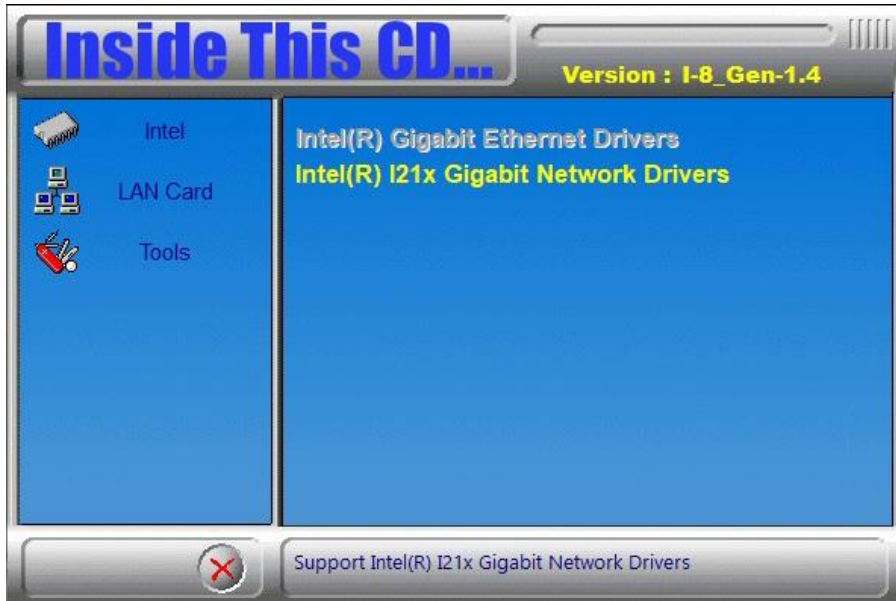 Inside This CD...
Version : I-8_Gen-1.4
Intel
LAN Card
Tools
Intel(R) Gigabit Ethernet Drivers
Intel(R) I21x Gigabit Network Drivers
Support Intel(R) I21x Gigabit Network Drivers